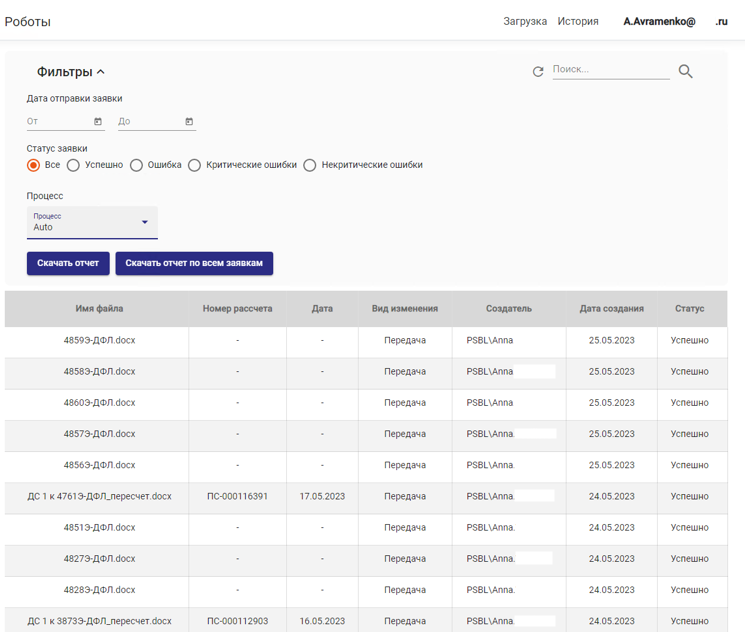 Роботы Загрузка История A.Avramenko@ .ru
Фильтры Поиск...
Дата отправки заявки
От До
Статус заявки
Все Успешно Ошибка Критические ошибки Некритические ошибки
Процесс
Процесс
Auto
Скачать отчет Скачать отчет по всем заявкам
Имя файла Номер рассчета Дата Вид изменения Создатель Дата создания Статус
4859Э-ДФЛ.docx - - Передача PSBL\Anna 25.05.2023 Успешно
4858Э-ДФЛ.docx - - Передача PSBL\Anna 25.05.2023 Успешно
4860Э-ДФЛ.docx - - Передача PSBL\Anna 25.05.2023 Успешно
4857Э-ДФЛ.docx - - Передача PSBL\Anna. 25.05.2023 Успешно
4856Э-ДФЛ.docx - - Передача PSBL\Anna. 25.05.2023 Успешно
ДС 1 к 4761Э-ДФЛ_пересчет.docx ПС-000116391 17.05.2023 Передача PSBL\Anna. 24.05.2023 Успешно
4851Э-ДФЛ.docx - - Передача PSBL\Anna. 24.05.2023 Успешно
4827Э-ДФЛ.docx - - Передача PSBL\Anna. 24.05.2023 Успешно
4828Э-ДФЛ.docx - - Передача PSBL\Anna. 24.05.2023 Успешно
ДС 1 к 3873Э-ДФЛ_пересчет.docx ПС-000112903 16.05.2023 Передача PSBL\Anna. 24.05.2023 Успешно